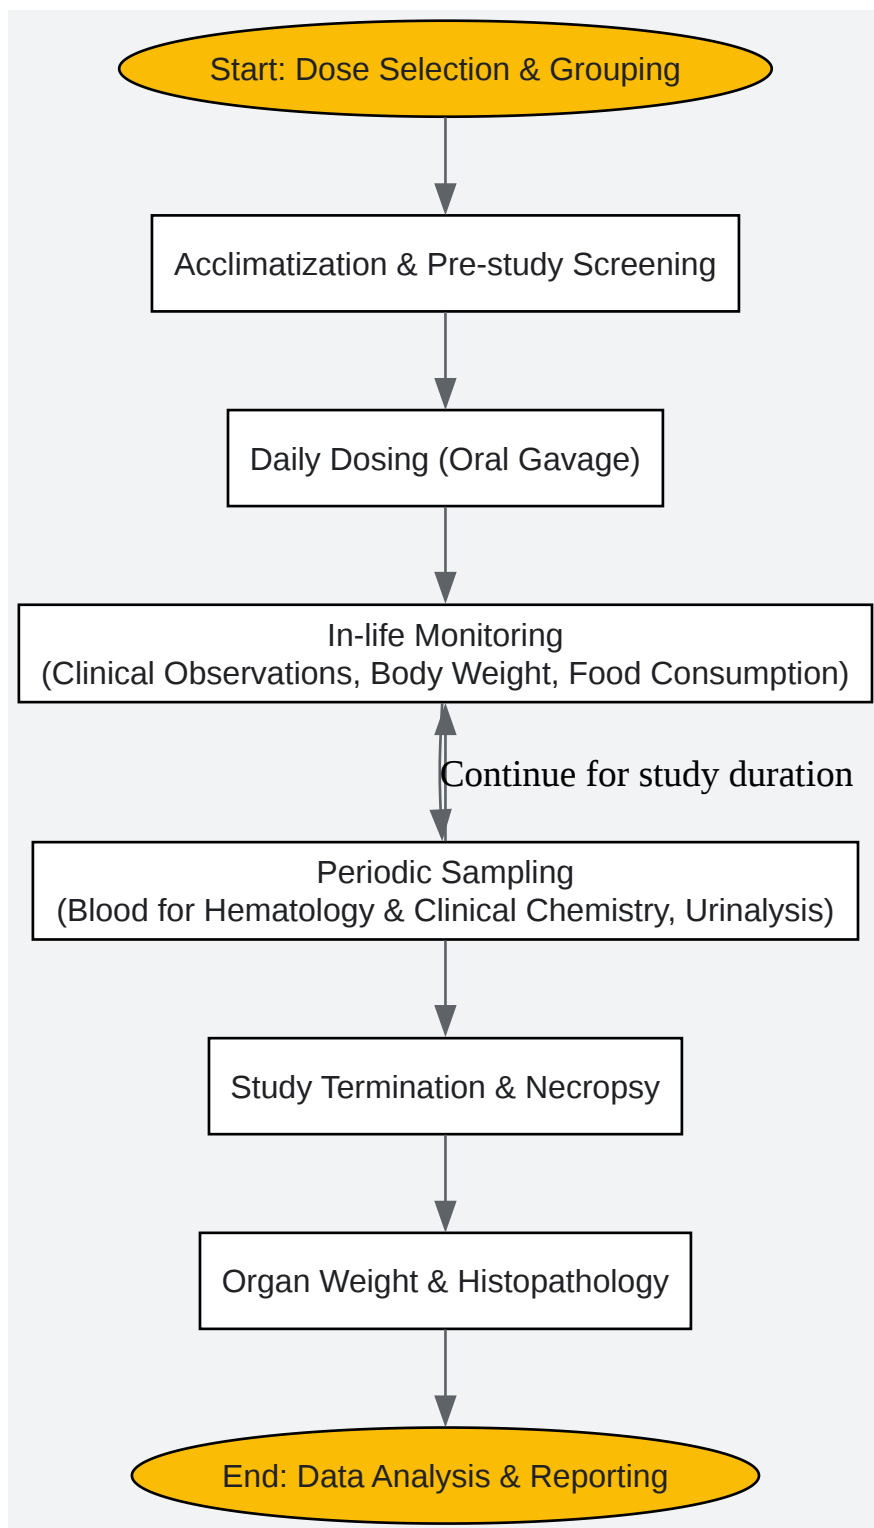 Start: Dose Selection & Grouping
Acclimatization & Pre-study Screening
Daily Dosing (Oral Gavage)
In-life Monitoring
(Clinical Observations, Body Weight, Food Consumption)
Continue for study duration
Periodic Sampling
(Blood for Hematology & Clinical Chemistry, Urinalysis)
Study Termination & Necropsy
Organ Weight & Histopathology
End: Data Analysis & Reporting